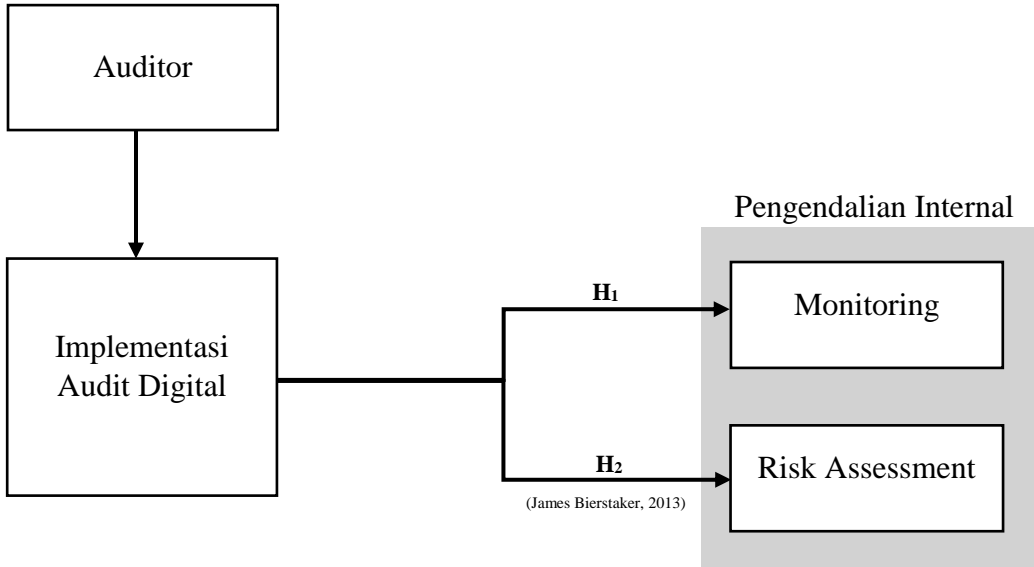 Auditor
Pengendalian Internal
Implementasi
Audit Digital
H1
Monitoring
H2
(James Bierstaker, 2013)
Risk Assessment